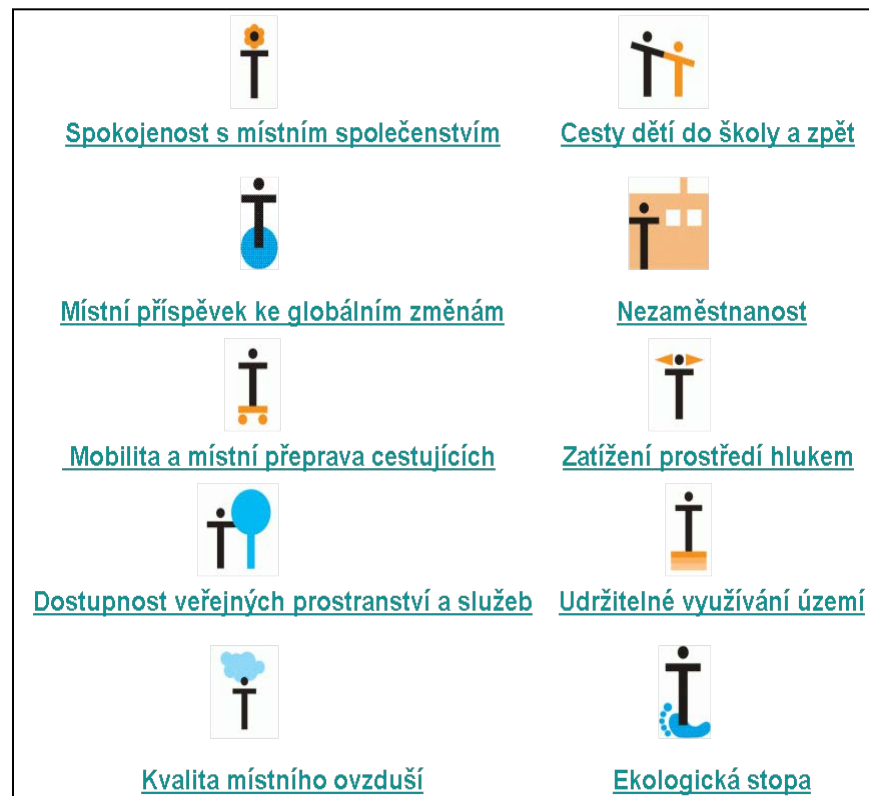 Spokojenost s místním společenstvím
Cesty dětí do školy a zpět
Místní příspěvek ke globálním změnám
Nezaměstnanost
Mobilita a místní přeprava cestujících
Zatížení prostředí hlukem
Dostupnost veřejných prostranství a služeb
Udržitelné využívání území
Kvalita místního ovzduší
Ekologická stopa